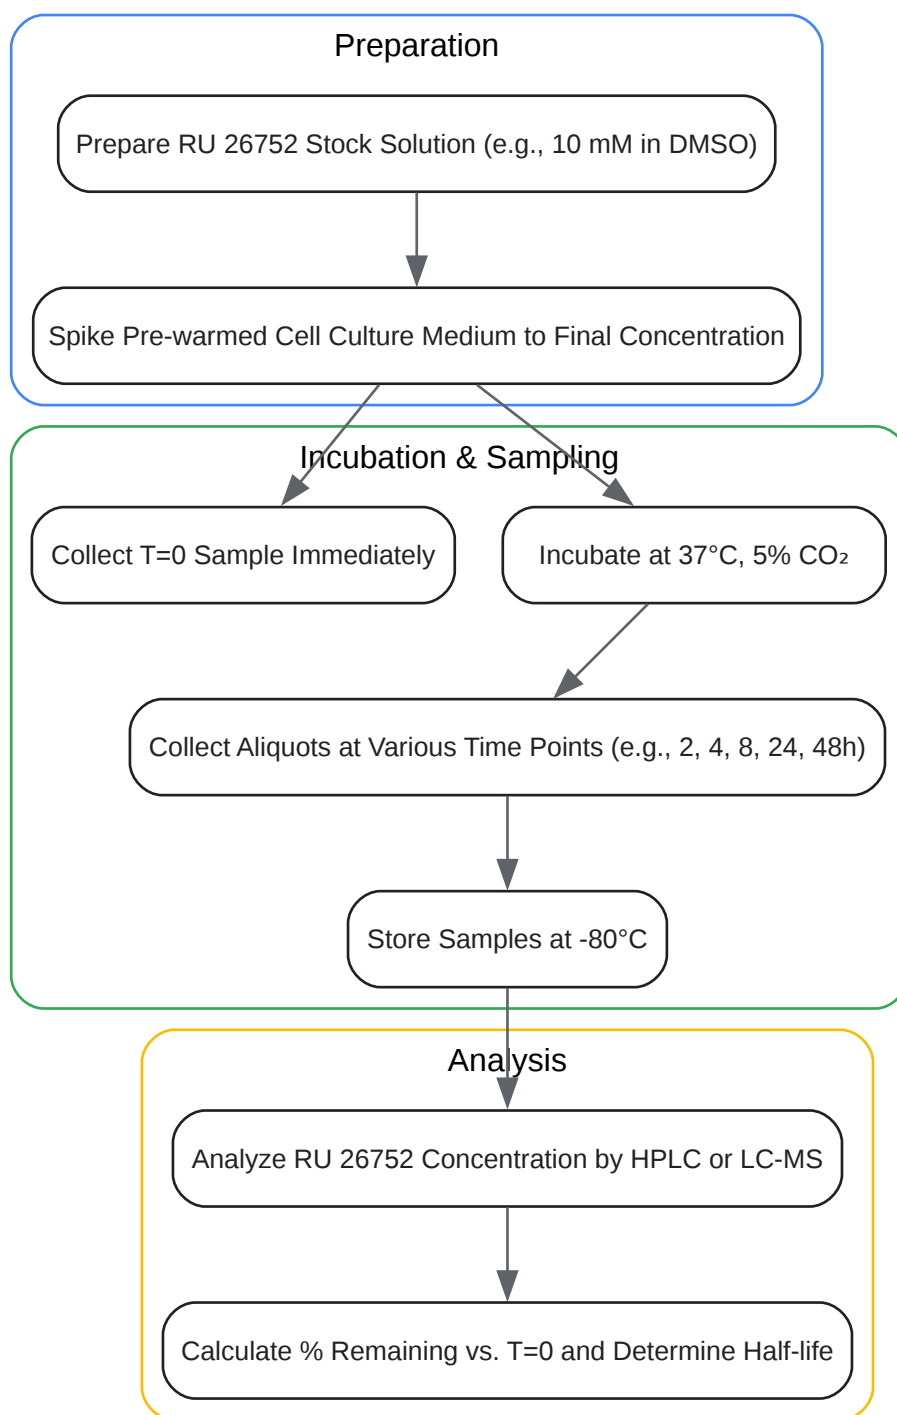 Preparation
Prepare RU 26752 Stock Solution (e.g., 10 mM in DMSO)
Spike Pre-warmed Cell Culture Medium to Final Concentration
Incubation & Sampling
Collect T=0 Sample Immediately
Incubate at 37°C, 5% CO₂
Collect Aliquots at Various Time Points (e.g., 2, 4, 8, 24, 48h)
Store Samples at -80°C
Analysis
Analyze RU 26752 Concentration by HPLC or LC-MS
Calculate % Remaining vs. T=0 and Determine Half-life